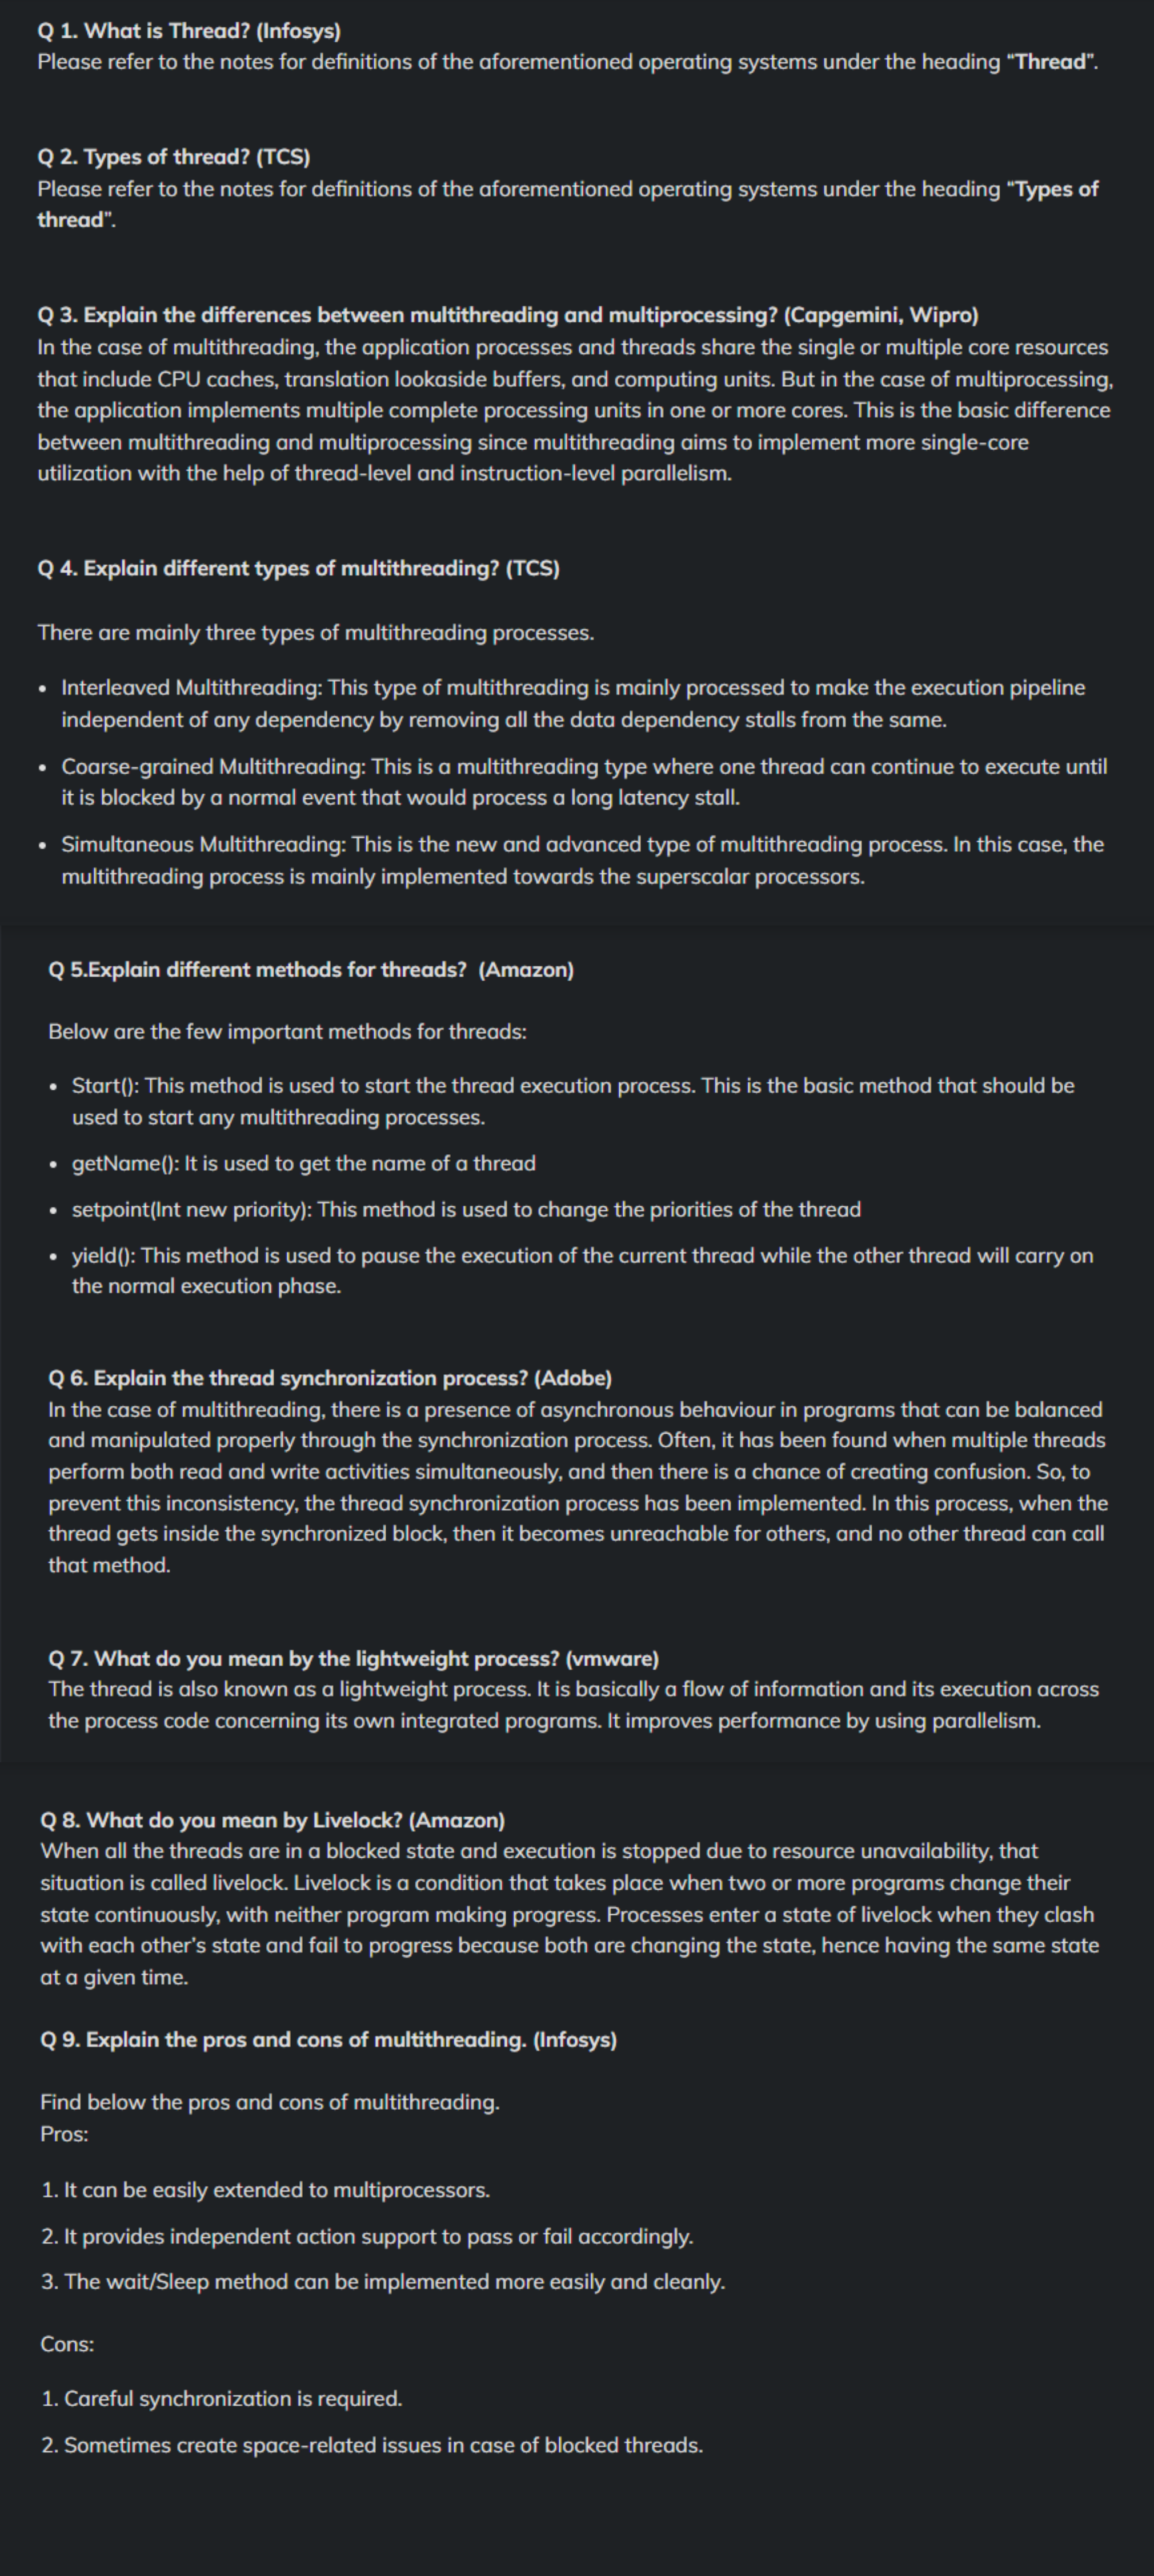 Q 1. What is Thread? (Infosys)
Please refer to the notes for definitions of the aforementioned operating systems under the heading “Thread”.
Q 2. Types of thread? (TCS)
Please refer to the notes for definitions of the aforementioned operating systems under the heading “Types of
thread”.
Q 3. Explain the differences between multithreading and multiprocessing? (Capgemini, Wipro)
In the case of multithreading, the application processes and threads share the single or multiple core resources
that include CPU caches, translation lookaside buffers, and computing units. But in the case of multiprocessing,
the application implements multiple complete processing units in one or more cores. This is the basic difference
between multithreading and multiprocessing since multithreading aims to implement more single-core
utilization with the help of thread-level and instruction-level parallelism.
Q 4. Explain different types of multithreading? (TCS)
There are mainly three types of multithreading processes.
• Interleaved Multithreading: This type of multithreading is mainly processed to make the execution pipeline
independent of any dependency by removing all the data dependency stalls from the same.
• Coarse-grained Multithreading: This is a multithreading type where one thread can continue to execute until
it is blocked by a normal event that would process a long latency stall.
• Simultaneous Multithreading: This is the new and advanced type of multithreading process. In this case, the
multithreading process is mainly implemented towards the superscalar processors.
Q 5.Explain different methods for threads? (Amazon)
Below are the few important methods for threads:
• Start(): This method is used to start the thread execution process. This is the basic method that should be
used to start any multithreading processes.
• getName(): It is used to get the name of a thread
• setpoint(Int new priority): This method is used to change the priorities of the thread
• yield(): This method is used to pause the execution of the current thread while the other thread will carry on
the normal execution phase.
Q 6. Explain the thread synchronization process? (Adobe)
In the case of multithreading, there is a presence of asynchronous behaviour in programs that can be balanced
and manipulated properly through the synchronization process. Often, it has been found when multiple threads
perform both read and write activities simultaneously, and then there is a chance of creating confusion. So, to
prevent this inconsistency, the thread synchronization process has been implemented. In this process, when the
thread gets inside the synchronized block, then it becomes unreachable for others, and no other thread can call
that method.
Q 7. What do you mean by the lightweight process? (vmware)
The thread is also known as a lightweight process. It is basically a flow of information and its execution across
the process code concerning its own integrated programs. It improves performance by using parallelism.
Q 8. What do you mean by Livelock? (Amazon)
When all the threads are in a blocked state and execution is stopped due to resource unavailability, that
situation is called livelock. Livelock is a condition that takes place when two or more programs change their
state continuously, with neither program making progress. Processes enter a state of livelock when they clash
with each other’s state and fail to progress because both are changing the state, hence having the same state
at a given time.
Q 9. Explain the pros and cons of multithreading. (Infosys)
Find below the pros and cons of multithreading.
Pros:
1. It can be easily extended to multiprocessors.
2. It provides independent action support to pass or fail accordingly.
3. The wait/Sleep method can be implemented more easily and cleanly.
Cons:
1. Careful synchronization is required.
2. Sometimes create space-related issues in case of blocked threads.